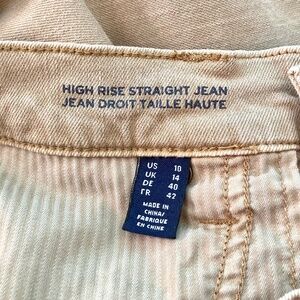 HIGH RISE STRAIGHT JEAN
JEAN DROIT TAILLE HAUTE
US 10
UK 14
DE 40
FR 42
MADE IN
CHINA/
FABRIQUE
EN CHINE